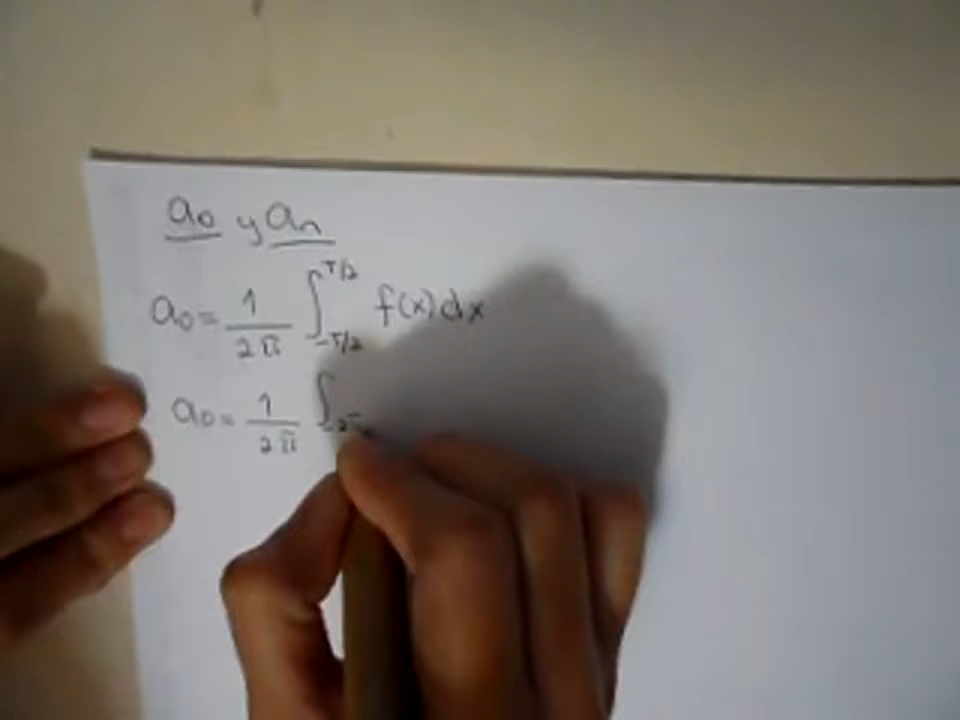 a₀ y aₙ
a₀ = 1/2π ∫_{-T/2}^{T/2} f(x) dx
a₀ = 1/2π ∫